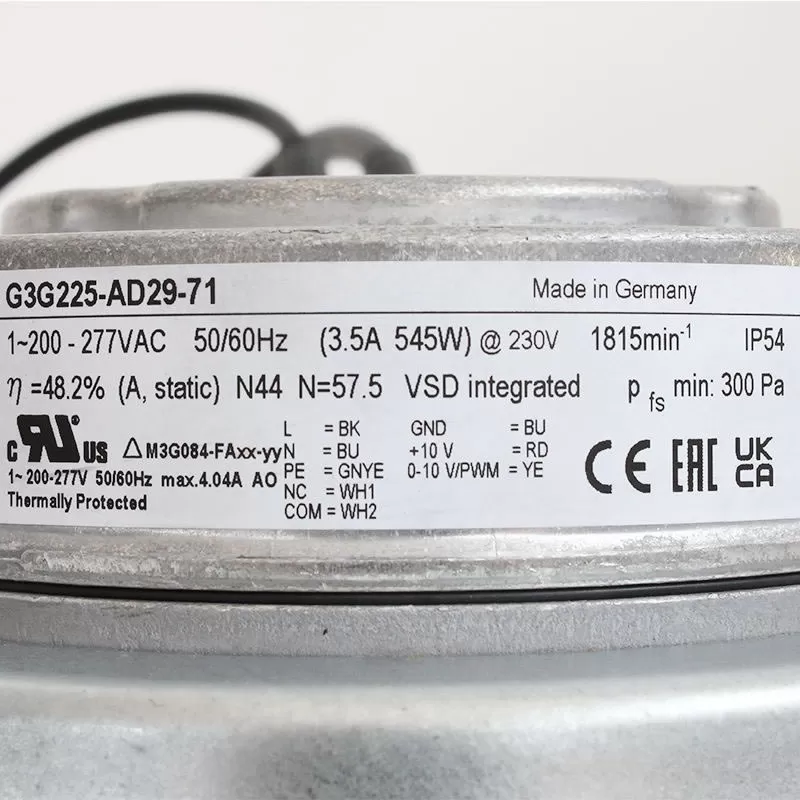 G3G225-AD29-71 Made in Germany
1~200 - 277VAC 50/60Hz (3.5A 545W) @ 230V 1815min-1 IP54
η =48.2% (A, static) N44 N=57.5 VSD integrated p fs min: 300 Pa
c RU US △ M3G084-FAxx-yy
1~ 200-277V 50/60Hz max.4.04A AO
Thermally Protected
L = BK
N = BU
PE = GNYE
NC = WH1
COM = WH2
GND = BU
+10 V = RD
0-10 V/PWM = YE
CE EAC UK
CA